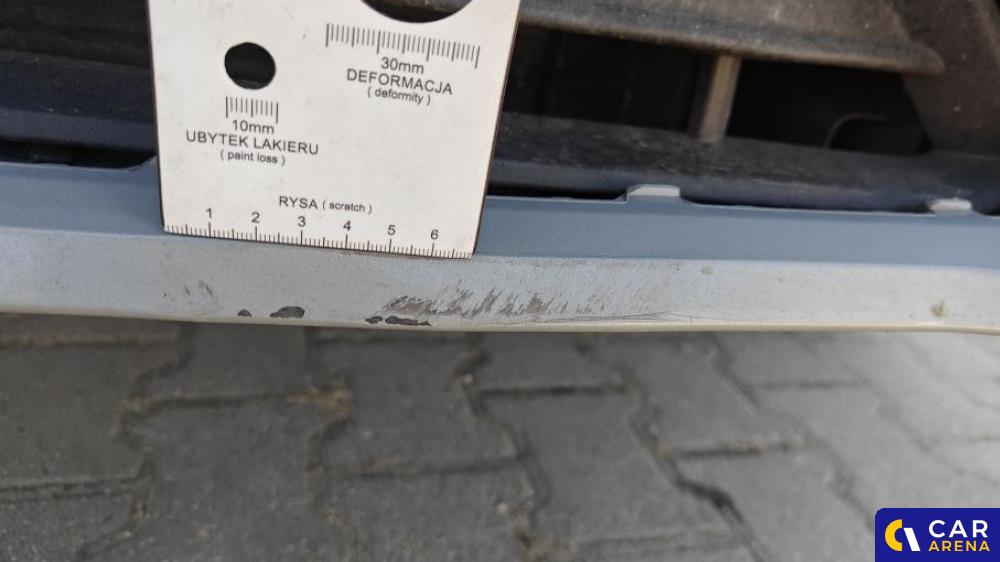 30mm
DEFORMACJA
( deformity )
10mm
UBYTEK LAKIERU
( paint loss )
RYSA ( scratch )
1 2 3 4 5 6
CAR
ARENA